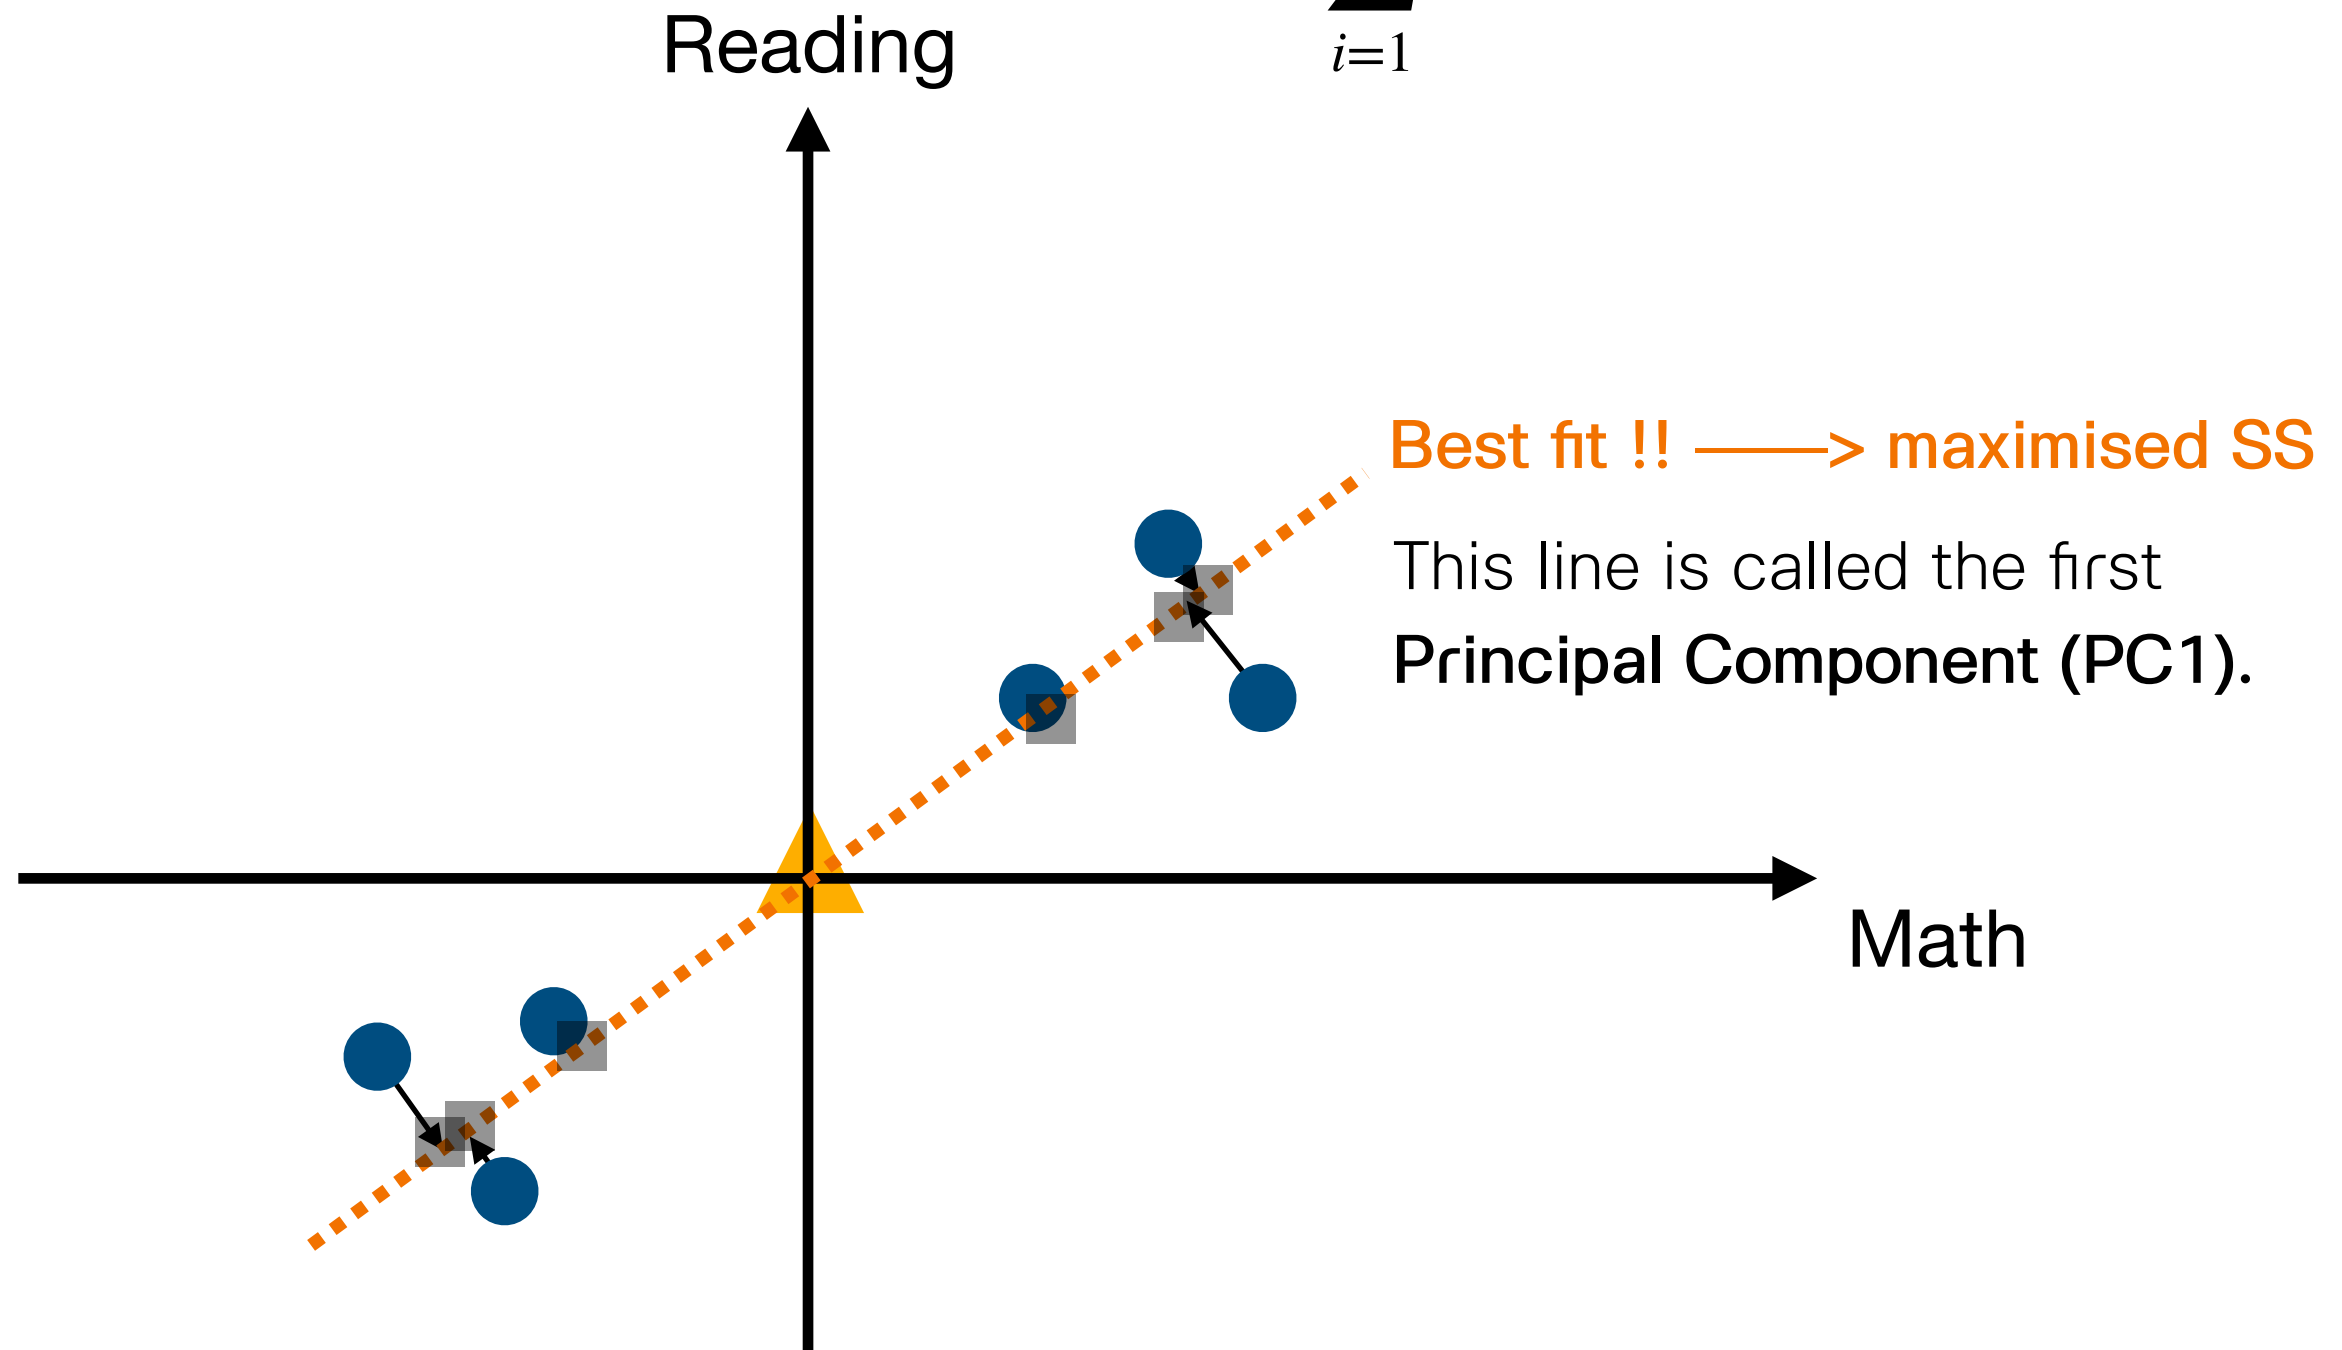 Reading
i=1
Best fit !! ——> maximised SS
This line is called the first
Principal Component (PC1).
Math